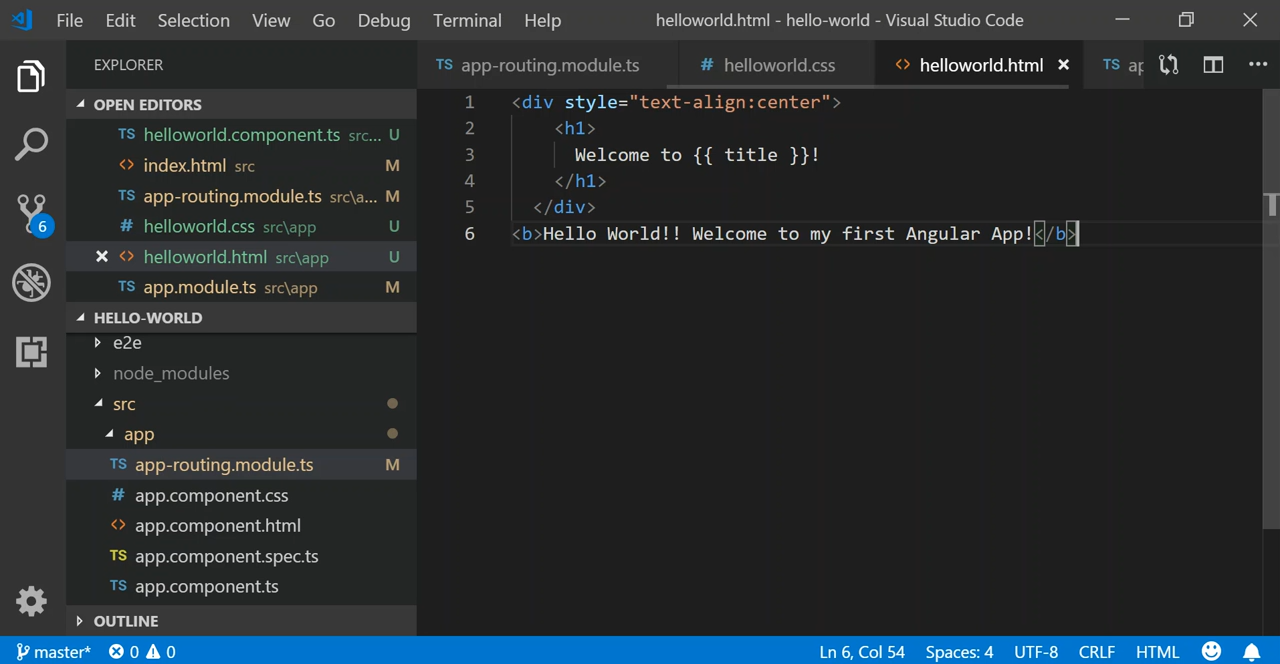 File Edit Selection View Go Debug Terminal Help helloworld.html - hello-world - Visual Studio Code
EXPLORER
TS app-routing.module.ts # helloworld.css <> helloworld.html × TS ap ...
OPEN EDITORS
TS helloworld.component.ts src... U
<> index.html src M
TS app-routing.module.ts src\a... M
# helloworld.css src\app U
× <> helloworld.html src\app U
TS app.module.ts src\app M
HELLO-WORLD
e2e
node_modules
src
app
TS app-routing.module.ts M
# app.component.css
<> app.component.html
TS app.component.spec.ts
TS app.component.ts
OUTLINE
6
1 <div style="text-align:center">
2 <h1>
3 Welcome to {{ title }}!
4 </h1>
5 </div>
6 <b>Hello World!! Welcome to my first Angular App!</b>
master* 0 0 Ln 6, Col 54 Spaces: 4 UTF-8 CRLF HTML